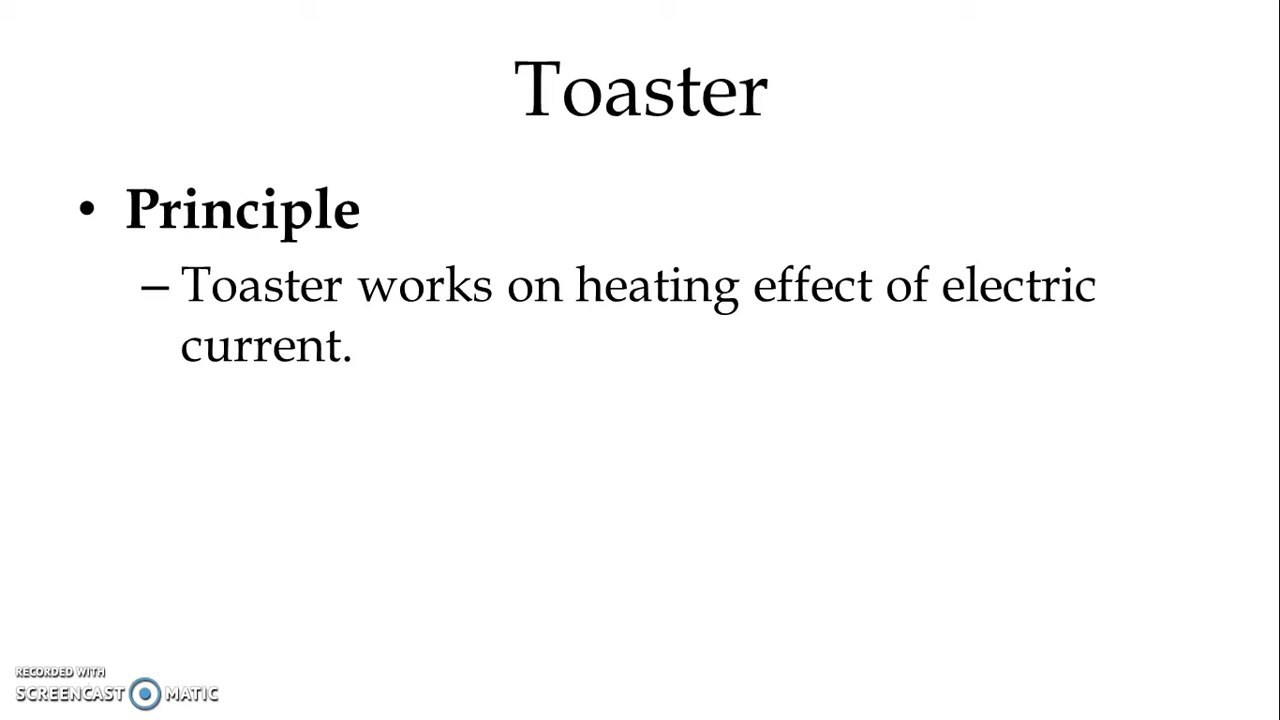 Toaster
• Principle
– Toaster works on heating effect of electric
current.
RECORDED WITH
SCREENCAST MATIC